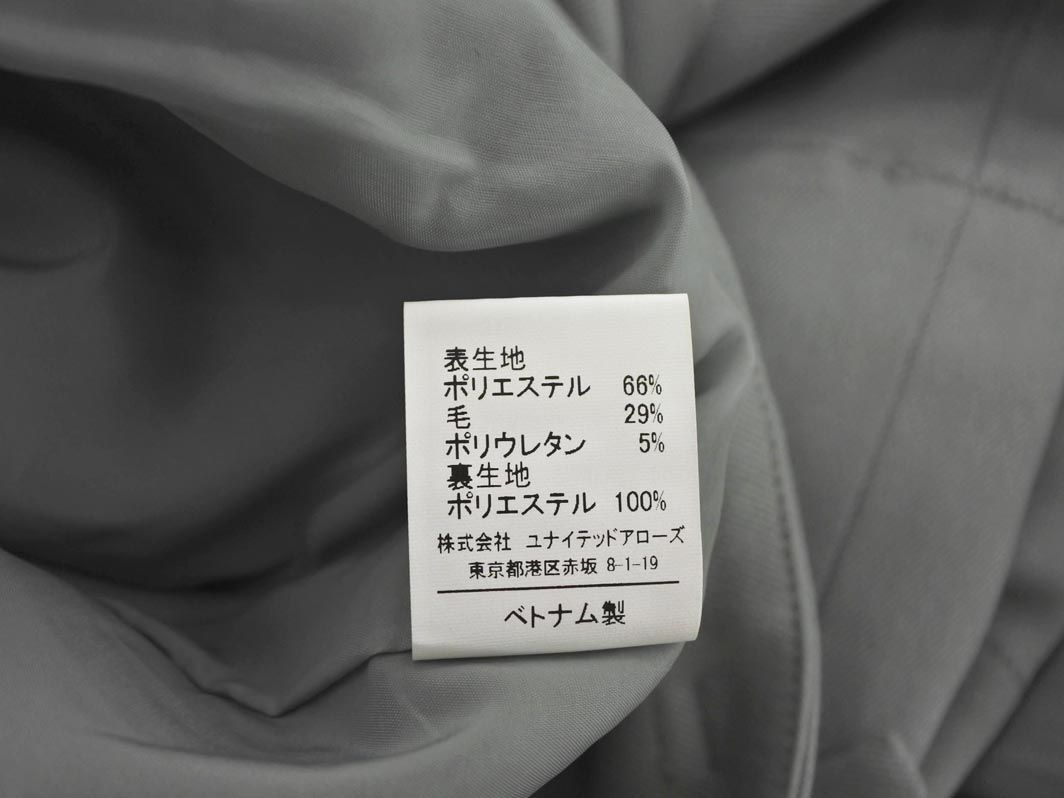 表生地
ポリエステル 66%
毛 29%
ポリウレタン 5%
裏生地
ポリエステル 100%
株式会社 ユナイテッドアローズ
東京都港区赤坂 8-1-19
ベトナム製